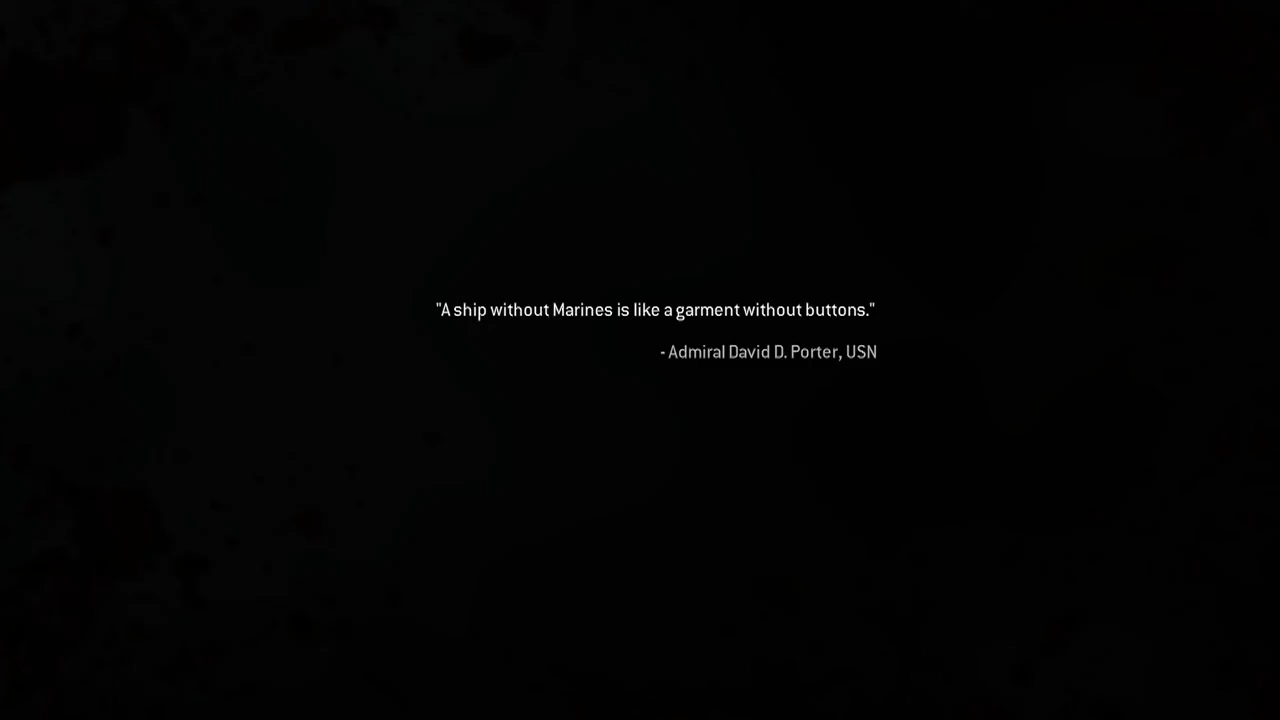 "A ship without Marines is like a garment without buttons."
- Admiral David D. Porter, USN